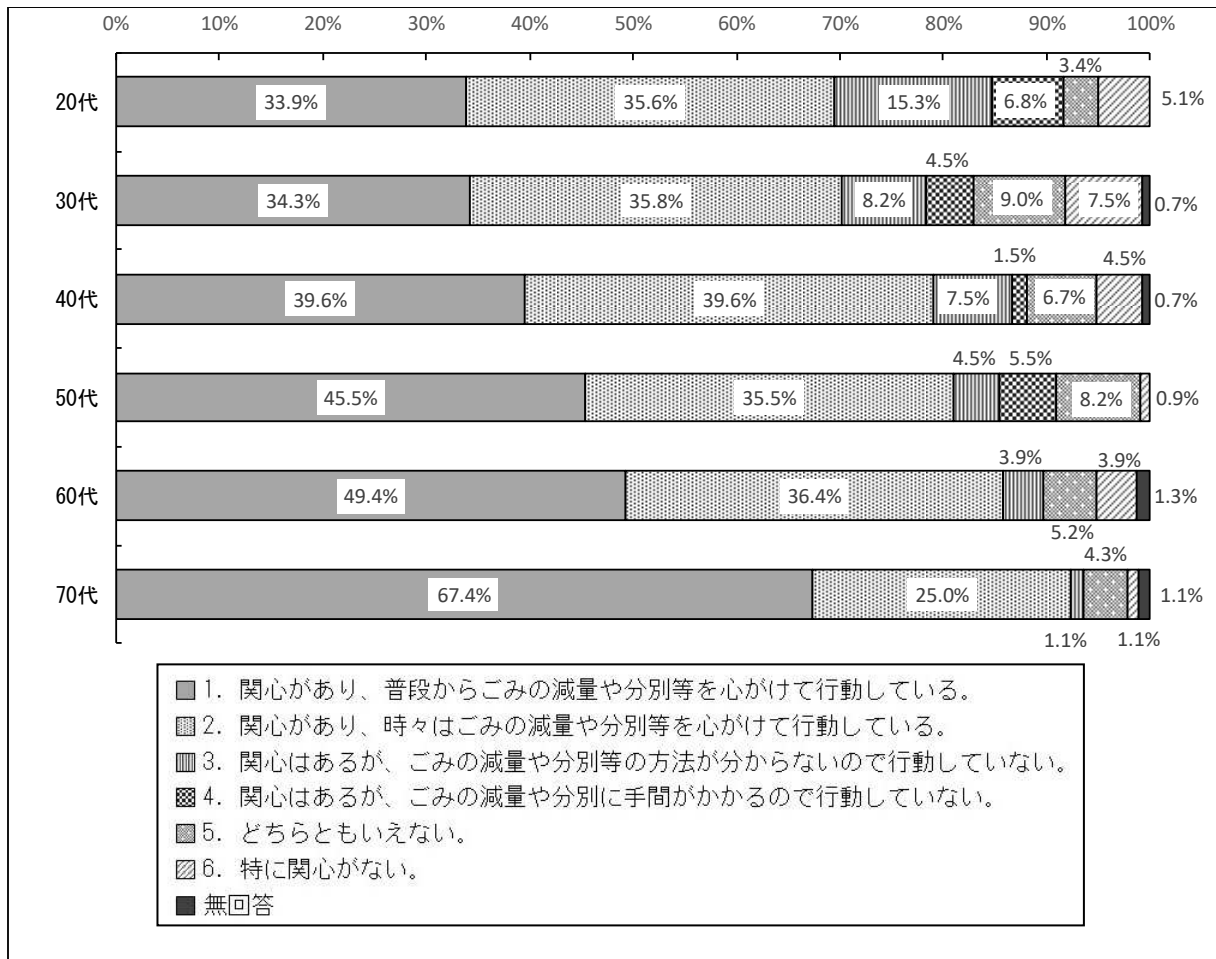 0% 10% 20% 30% 40% 50% 60% 70% 80% 90% 100%
3.4%
20代 33.9% 35.6% 15.3% 6.8% 5.1%
4.5%
30代 34.3% 35.8% 8.2% 9.0% 7.5% 0.7%
1.5% 4.5%
40代 39.6% 39.6% 7.5% 6.7% 0.7%
4.5% 5.5%
50代 45.5% 35.5% 8.2% 0.9%
3.9% 3.9%
60代 49.4% 36.4% 1.3%
5.2%
4.3%
70代 67.4% 25.0% 1.1%
1.1% 1.1%
1. 関心があり、普段からごみの減量や分別等を心がけて行動している。
2. 関心があり、時々はごみの減量や分別等を心がけて行動している。
3. 関心はあるが、ごみの減量や分別等の方法が分からないので行動していない。
4. 関心はあるが、ごみの減量や分別に手間がかかるので行動していない。
5. どちらともいえない。
6. 特に関心がない。
無回答